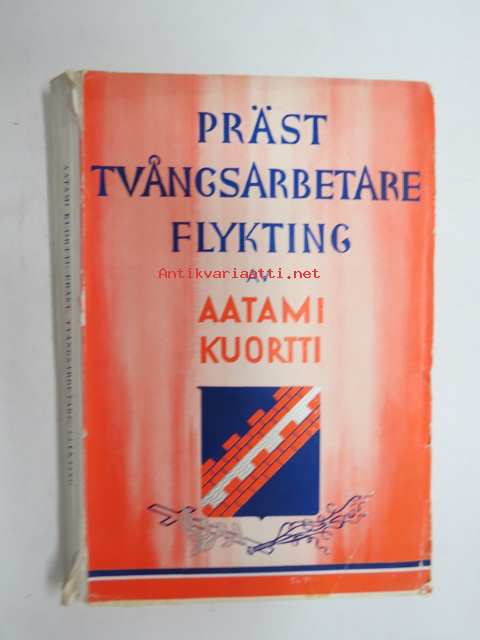 PRÄST
TVÅNGSARBETARE
FLYKTING
Antikvariaatti.net
AV
AATAMI
KUORTTI
AATAMI KUORTTI: PRÄST, TVÅNGSARBETARE, FLYKTING